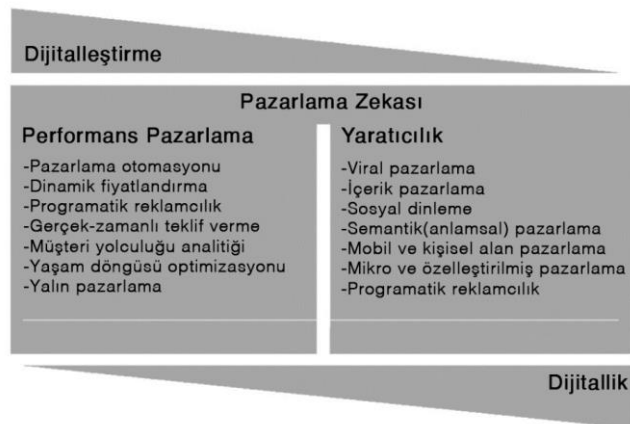 Dijitalleştirme
Pazarlama Zekası
Performans Pazarlama
-Pazarlama otomasyonu
-Dinamik fiyatlandırma
-Programatik reklamcılık
-Gerçek-zamanlı teklif verme
-Müşteri yolculuğu analitiği
-Yaşam döngüsü optimizasyonu
-Yalın pazarlama
Yaratıcılık
-Viral pazarlama
-İçerik pazarlama
-Sosyal dinleme
-Semantik(anlamsal) pazarlama
-Mobil ve kişisel alan pazarlama
-Mikro ve özelleştirilmiş pazarlama
-Programatik reklamcılık
Dijitallik